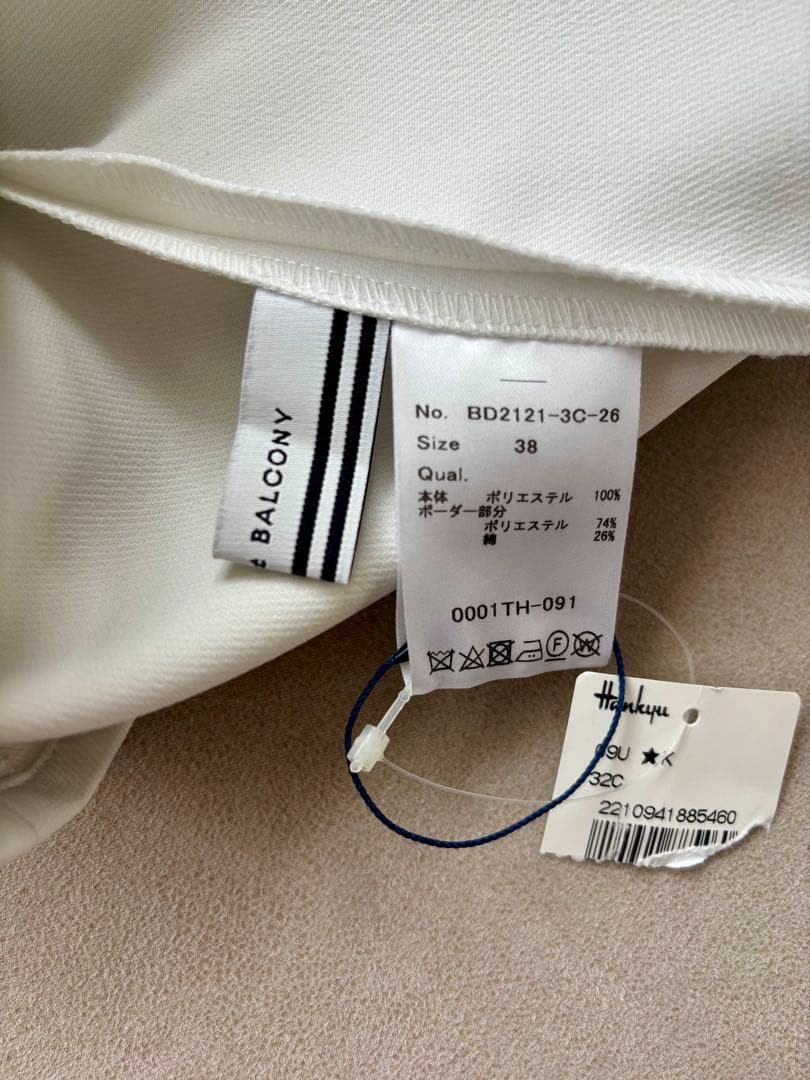 & BALCONY
No. BD2121-3C-26
Size 38
Qual.
本体 ポリエステル 100%
ボーダー部分
ポリエステル 74%
綿 26%
0001TH-091
Hankyu
09U ★K
32C
2210941885460